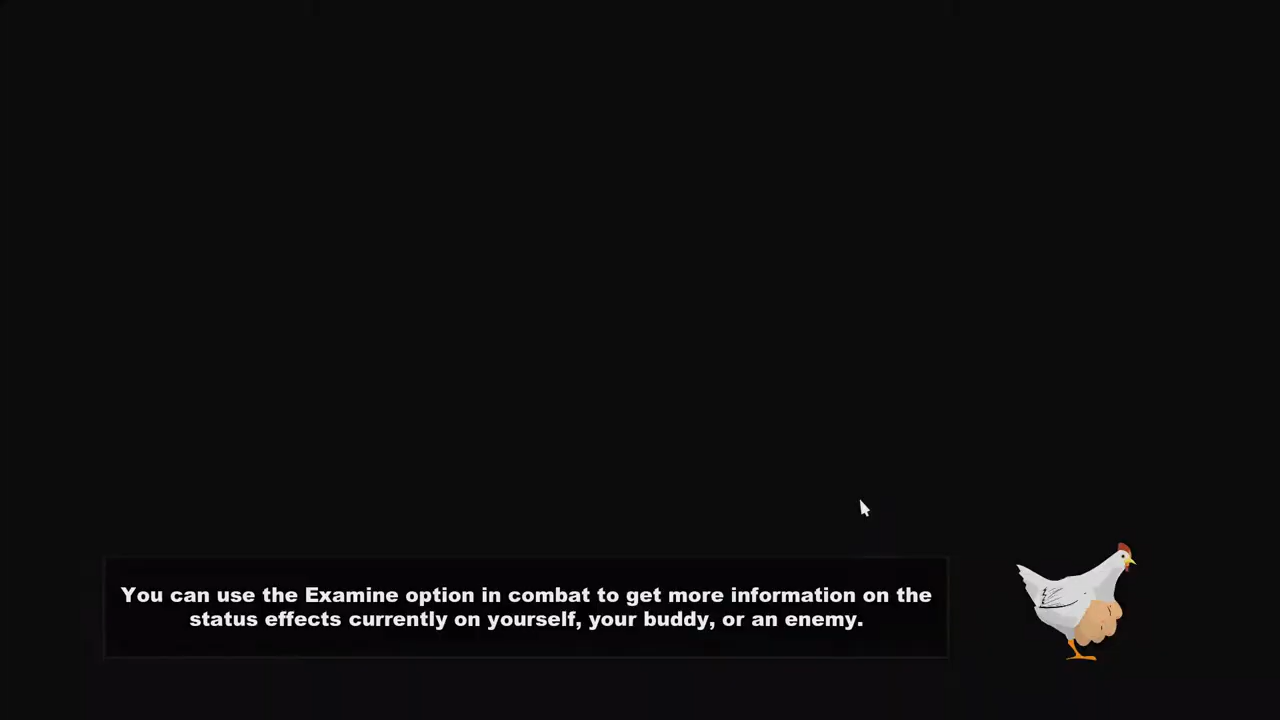 You can use the Examine option in combat to get more information on the
status effects currently on yourself, your buddy, or an enemy.